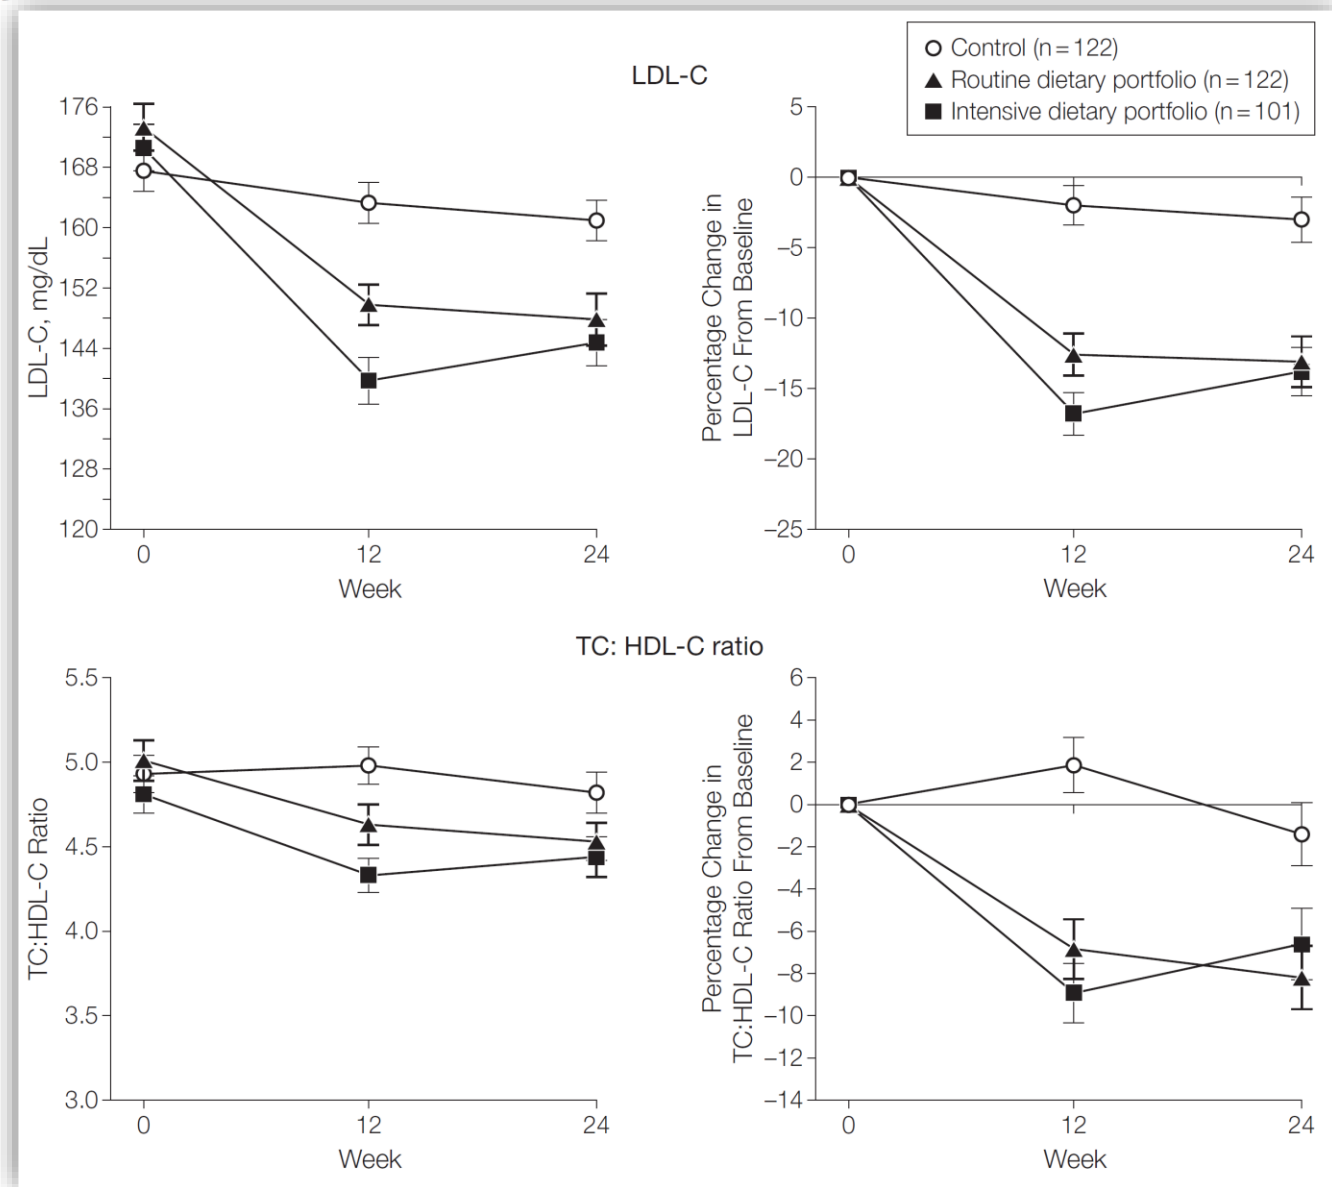 Control (n=122)
Routine dietary portfolio (n=122)
Intensive dietary portfolio (n=101)
LDL-C
LDL-C, mg/dL
176
168
160
152
144
136
128
120
0
12
24
Week
Percentage Change in
LDL-C From Baseline
5
0
–5
–10
–15
–20
–25
0
12
24
Week
TC: HDL-C ratio
TC:HDL-C Ratio
5.5
5.0
4.5
4.0
3.5
3.0
0
12
24
Week
Percentage Change in
TC:HDL-C Ratio From Baseline
6
4
2
0
–2
–4
–6
–8
–10
–12
–14
0
12
24
Week